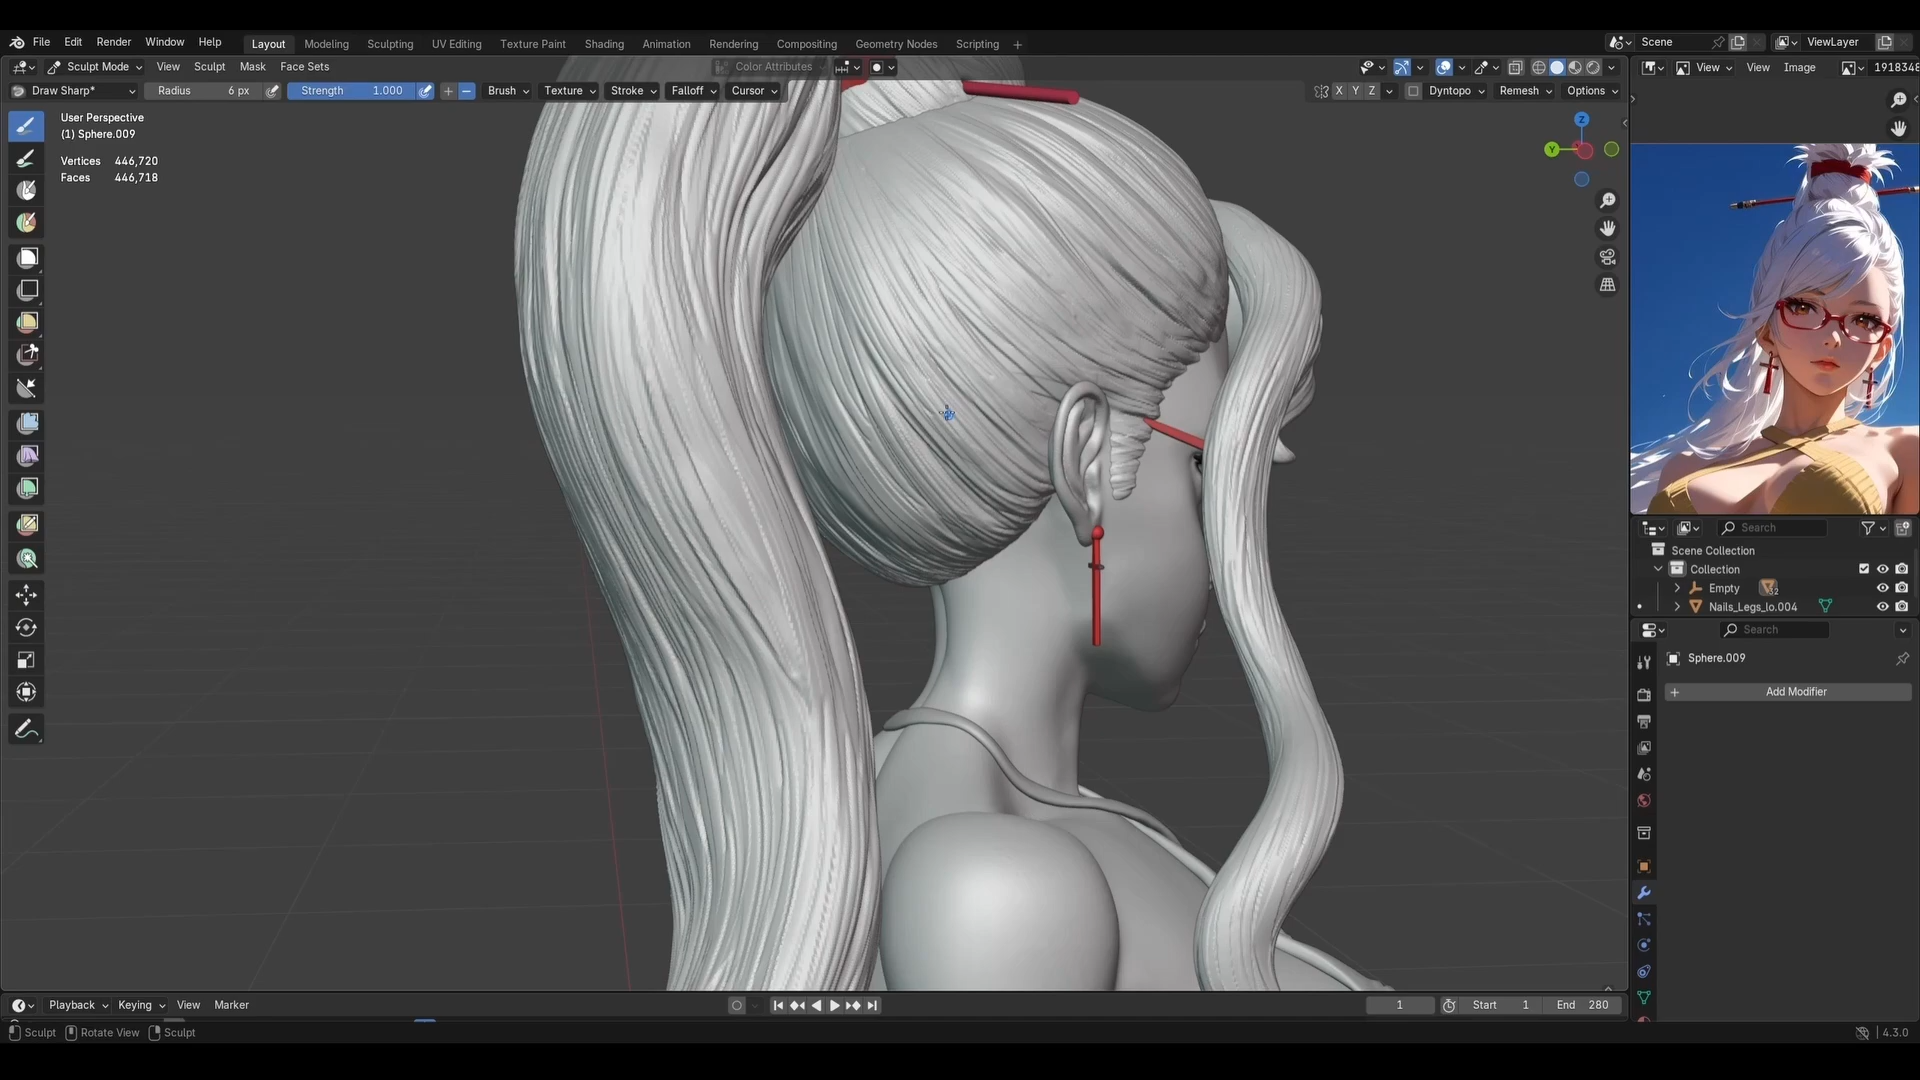 File Edit Render Window Help Layout Modeling Sculpting UV Editing Texture Paint Shading Animation Rendering Compositing Geometry Nodes Scripting + Scene ViewLayer
Sculpt Mode View Sculpt Mask Face Sets Color Attributes View View Image 1918348
Draw Sharp* Radius 6 px Strength 1.000 Brush Texture Stroke Falloff Cursor X Y Z Dyntopo Remesh Options
User Perspective
(1) Sphere.009
Vertices 446,720
Faces 446,718
Z
Y
Search
Scene Collection
Collection
Empty 32
Nails_Legs_lo.004
Search
Sphere.009
+ Add Modifier
Playback Keying View Marker 1 Start 1 End 280
Sculpt Rotate View Sculpt 4.3.0